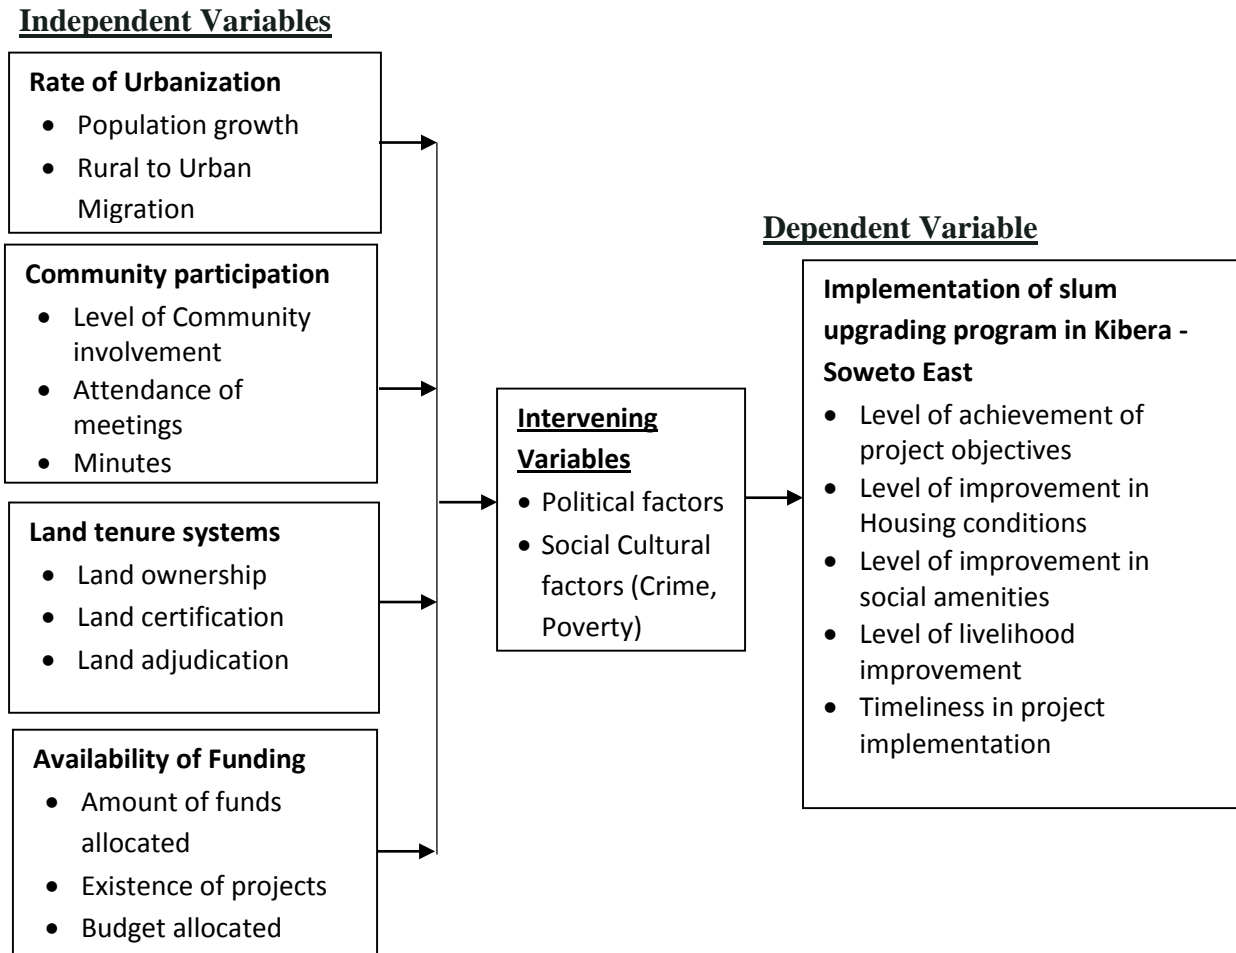 Independent Variables
Rate of Urbanization
• Population growth
• Rural to Urban
Migration
Community participation
• Level of Community
involvement
• Attendance of
meetings
• Minutes
Land tenure systems
• Land ownership
• Land certification
• Land adjudication
Availability of Funding
• Amount of funds
allocated
• Existence of projects
• Budget allocated
Intervening
Variables
• Political factors
• Social Cultural
factors (Crime,
Poverty)
Dependent Variable
Implementation of slum
upgrading program in Kibera -
Soweto East
• Level of achievement of
project objectives
• Level of improvement in
Housing conditions
• Level of improvement in
social amenities
• Level of livelihood
improvement
• Timeliness in project
implementation